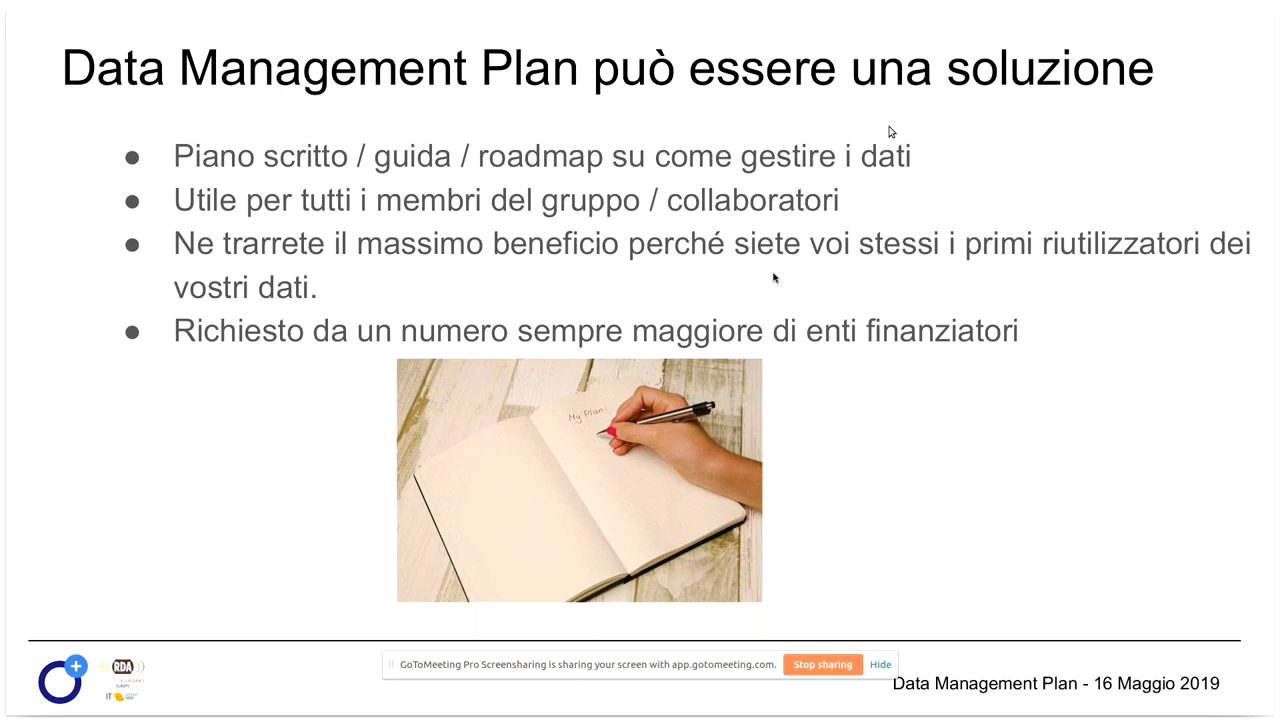 Data Management Plan può essere una soluzione
● Piano scritto / guida / roadmap su come gestire i dati
● Utile per tutti i membri del gruppo / collaboratori
● Ne trarrete il massimo beneficio perché siete voi stessi i primi riutilizzatori dei
vostri dati.
● Richiesto da un numero sempre maggiore di enti finanziatori
My Plan:
RDA
IT
GoToMeeting Pro Screensharing is sharing your screen with app.gotomeeting.com. Stop sharing Hide
Data Management Plan - 16 Maggio 2019